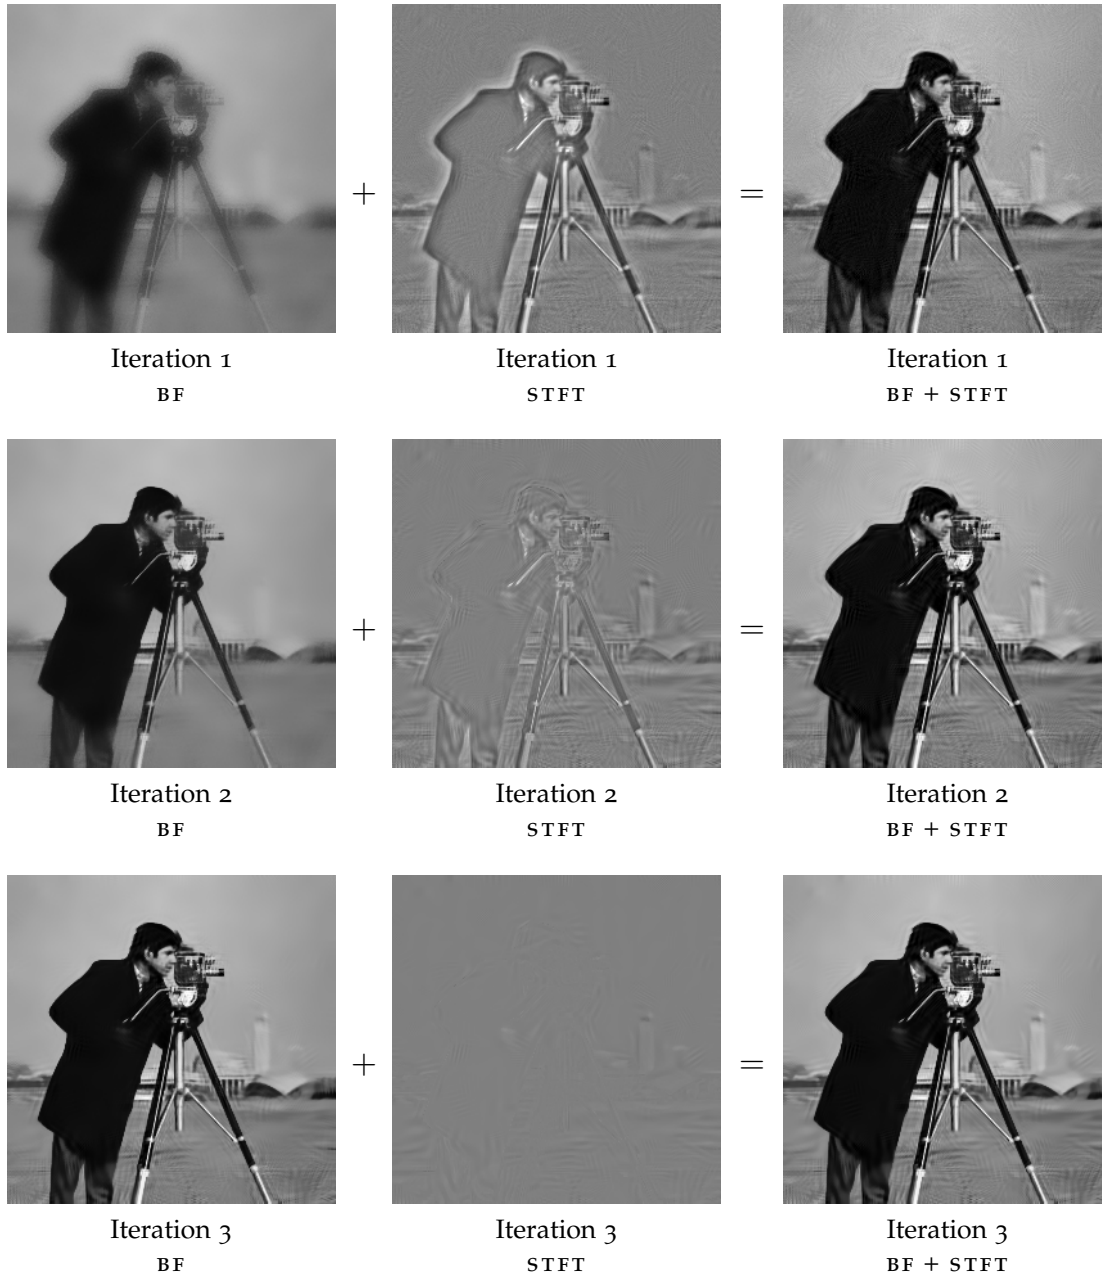 + =
Iteration 1 Iteration 1 Iteration 1
BF STFT BF + STFT
+ =
Iteration 2 Iteration 2 Iteration 2
BF STFT BF + STFT
+ =
Iteration 3 Iteration 3 Iteration 3
BF STFT BF + STFT